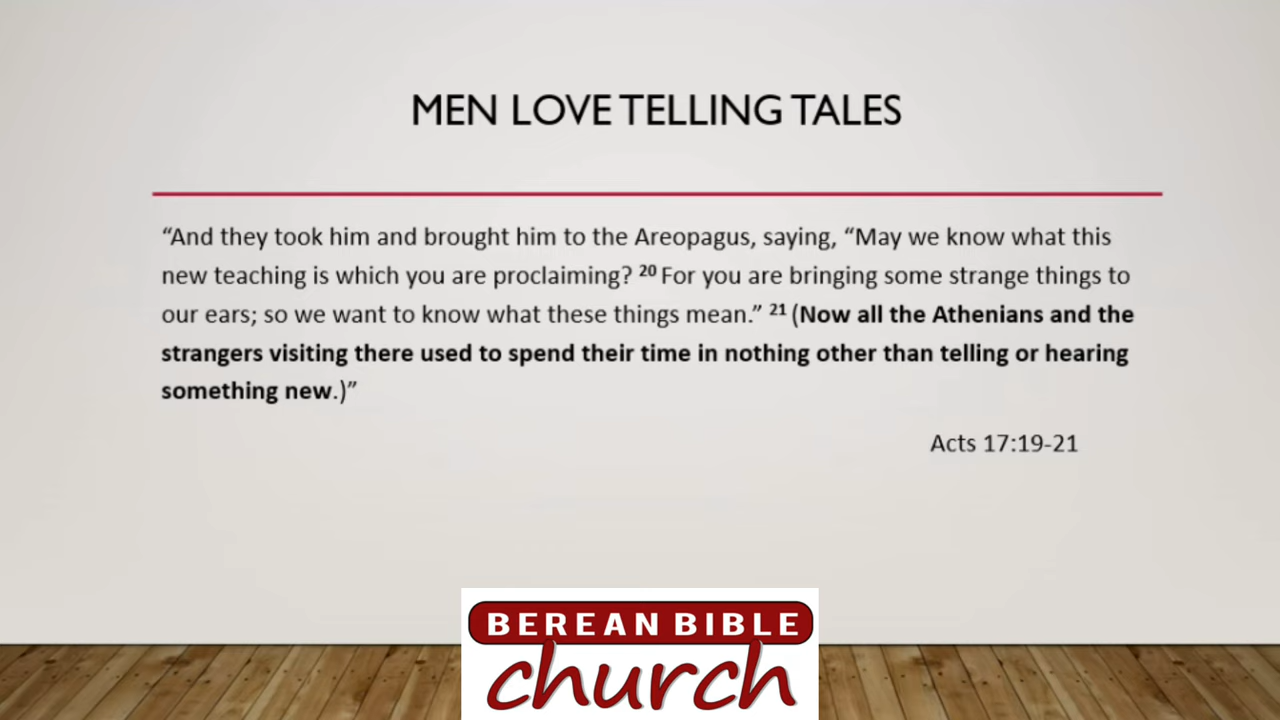 MEN LOVE TELLING TALES
“And they took him and brought him to the Areopagus, saying, “May we know what this
new teaching is which you are proclaiming? 20 For you are bringing some strange things to
our ears; so we want to know what these things mean.” 21 (Now all the Athenians and the
strangers visiting there used to spend their time in nothing other than telling or hearing
something new.)”
Acts 17:19-21
BEREAN BIBLE
church